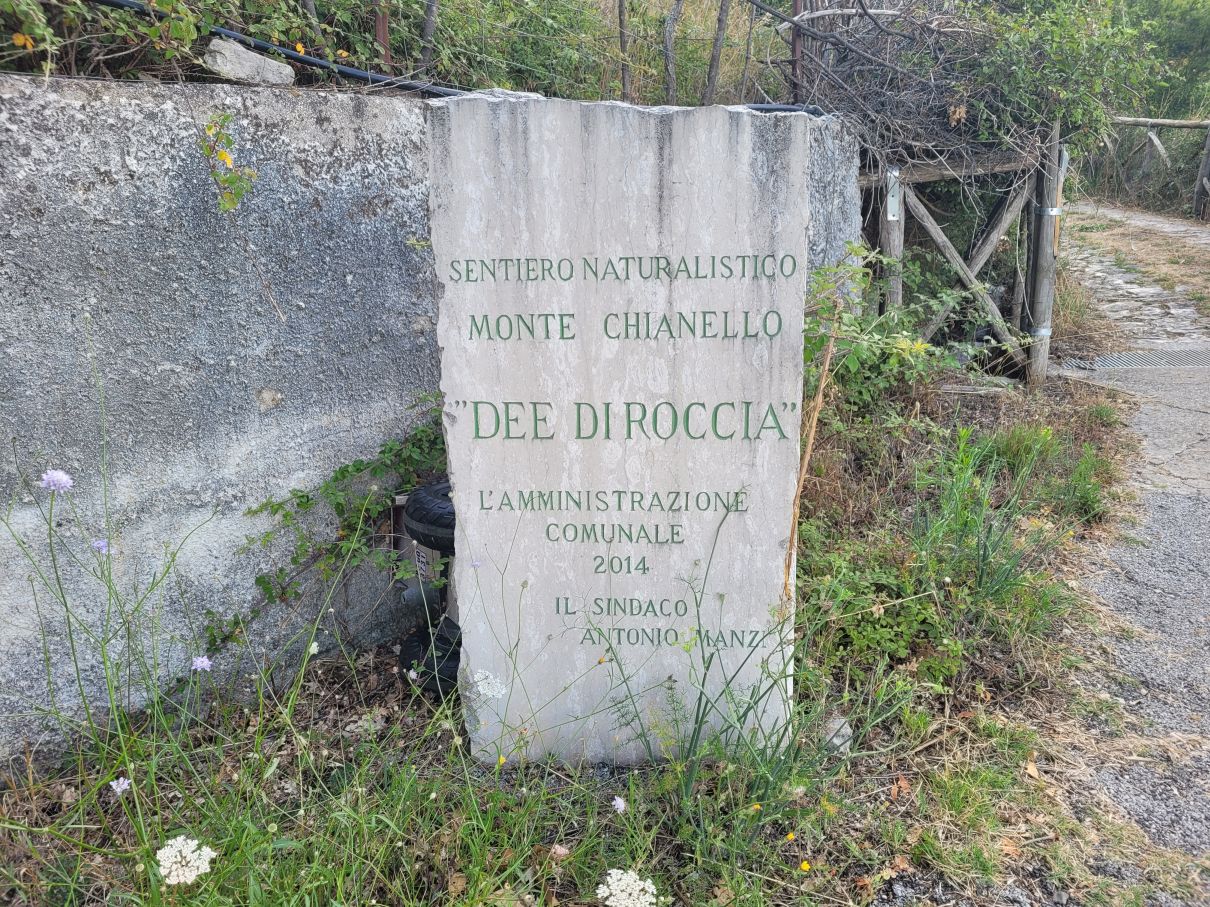 SENTIERO NATURALISTICO
MONTE CHIANELLO
"DEE DI ROCCIA"
L'AMMINISTRAZIONE
COMUNALE
2014
IL SINDACO
ANTONIO MANZI